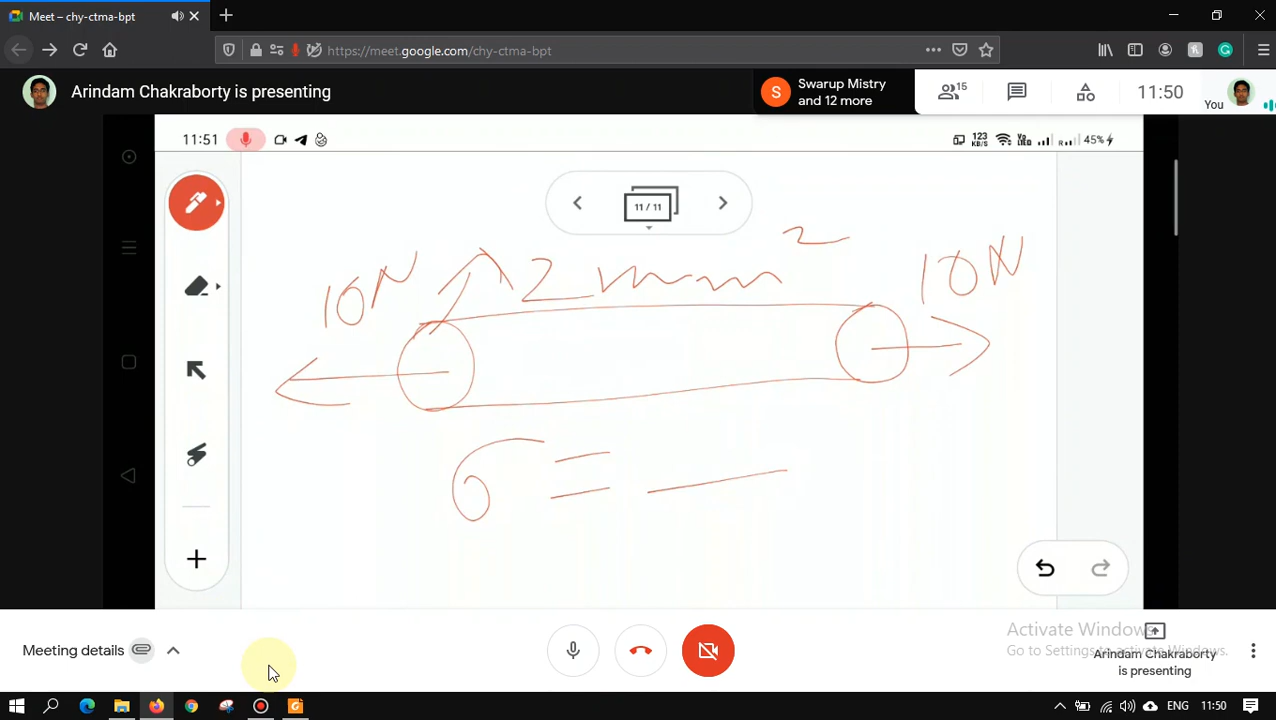 Meet – chy-ctma-bpt
https://meet.google.com/chy-ctma-bpt
Arindam Chakraborty is presenting
S
Swarup Mistry
and 12 more
15
11:50
You
11:51
123
KB/S
45%
11 / 11
10N
2 mm²
10N
σ = —
Meeting details
Activate Windows
Go to Settings to activate Windows.
Arindam Chakraborty
is presenting
ENG
11:50